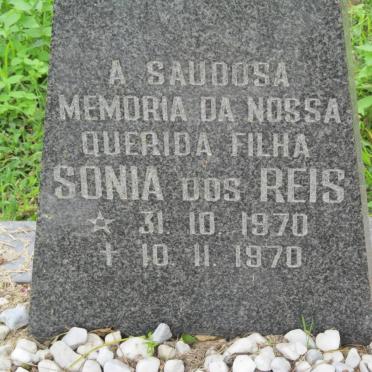 A SAUDOSA
MEMORIA DA NOSSA
QUERIDA FILHA
SONIA DOS REIS
☆ 31. 10. 1970
✝ 10. 11. 1970